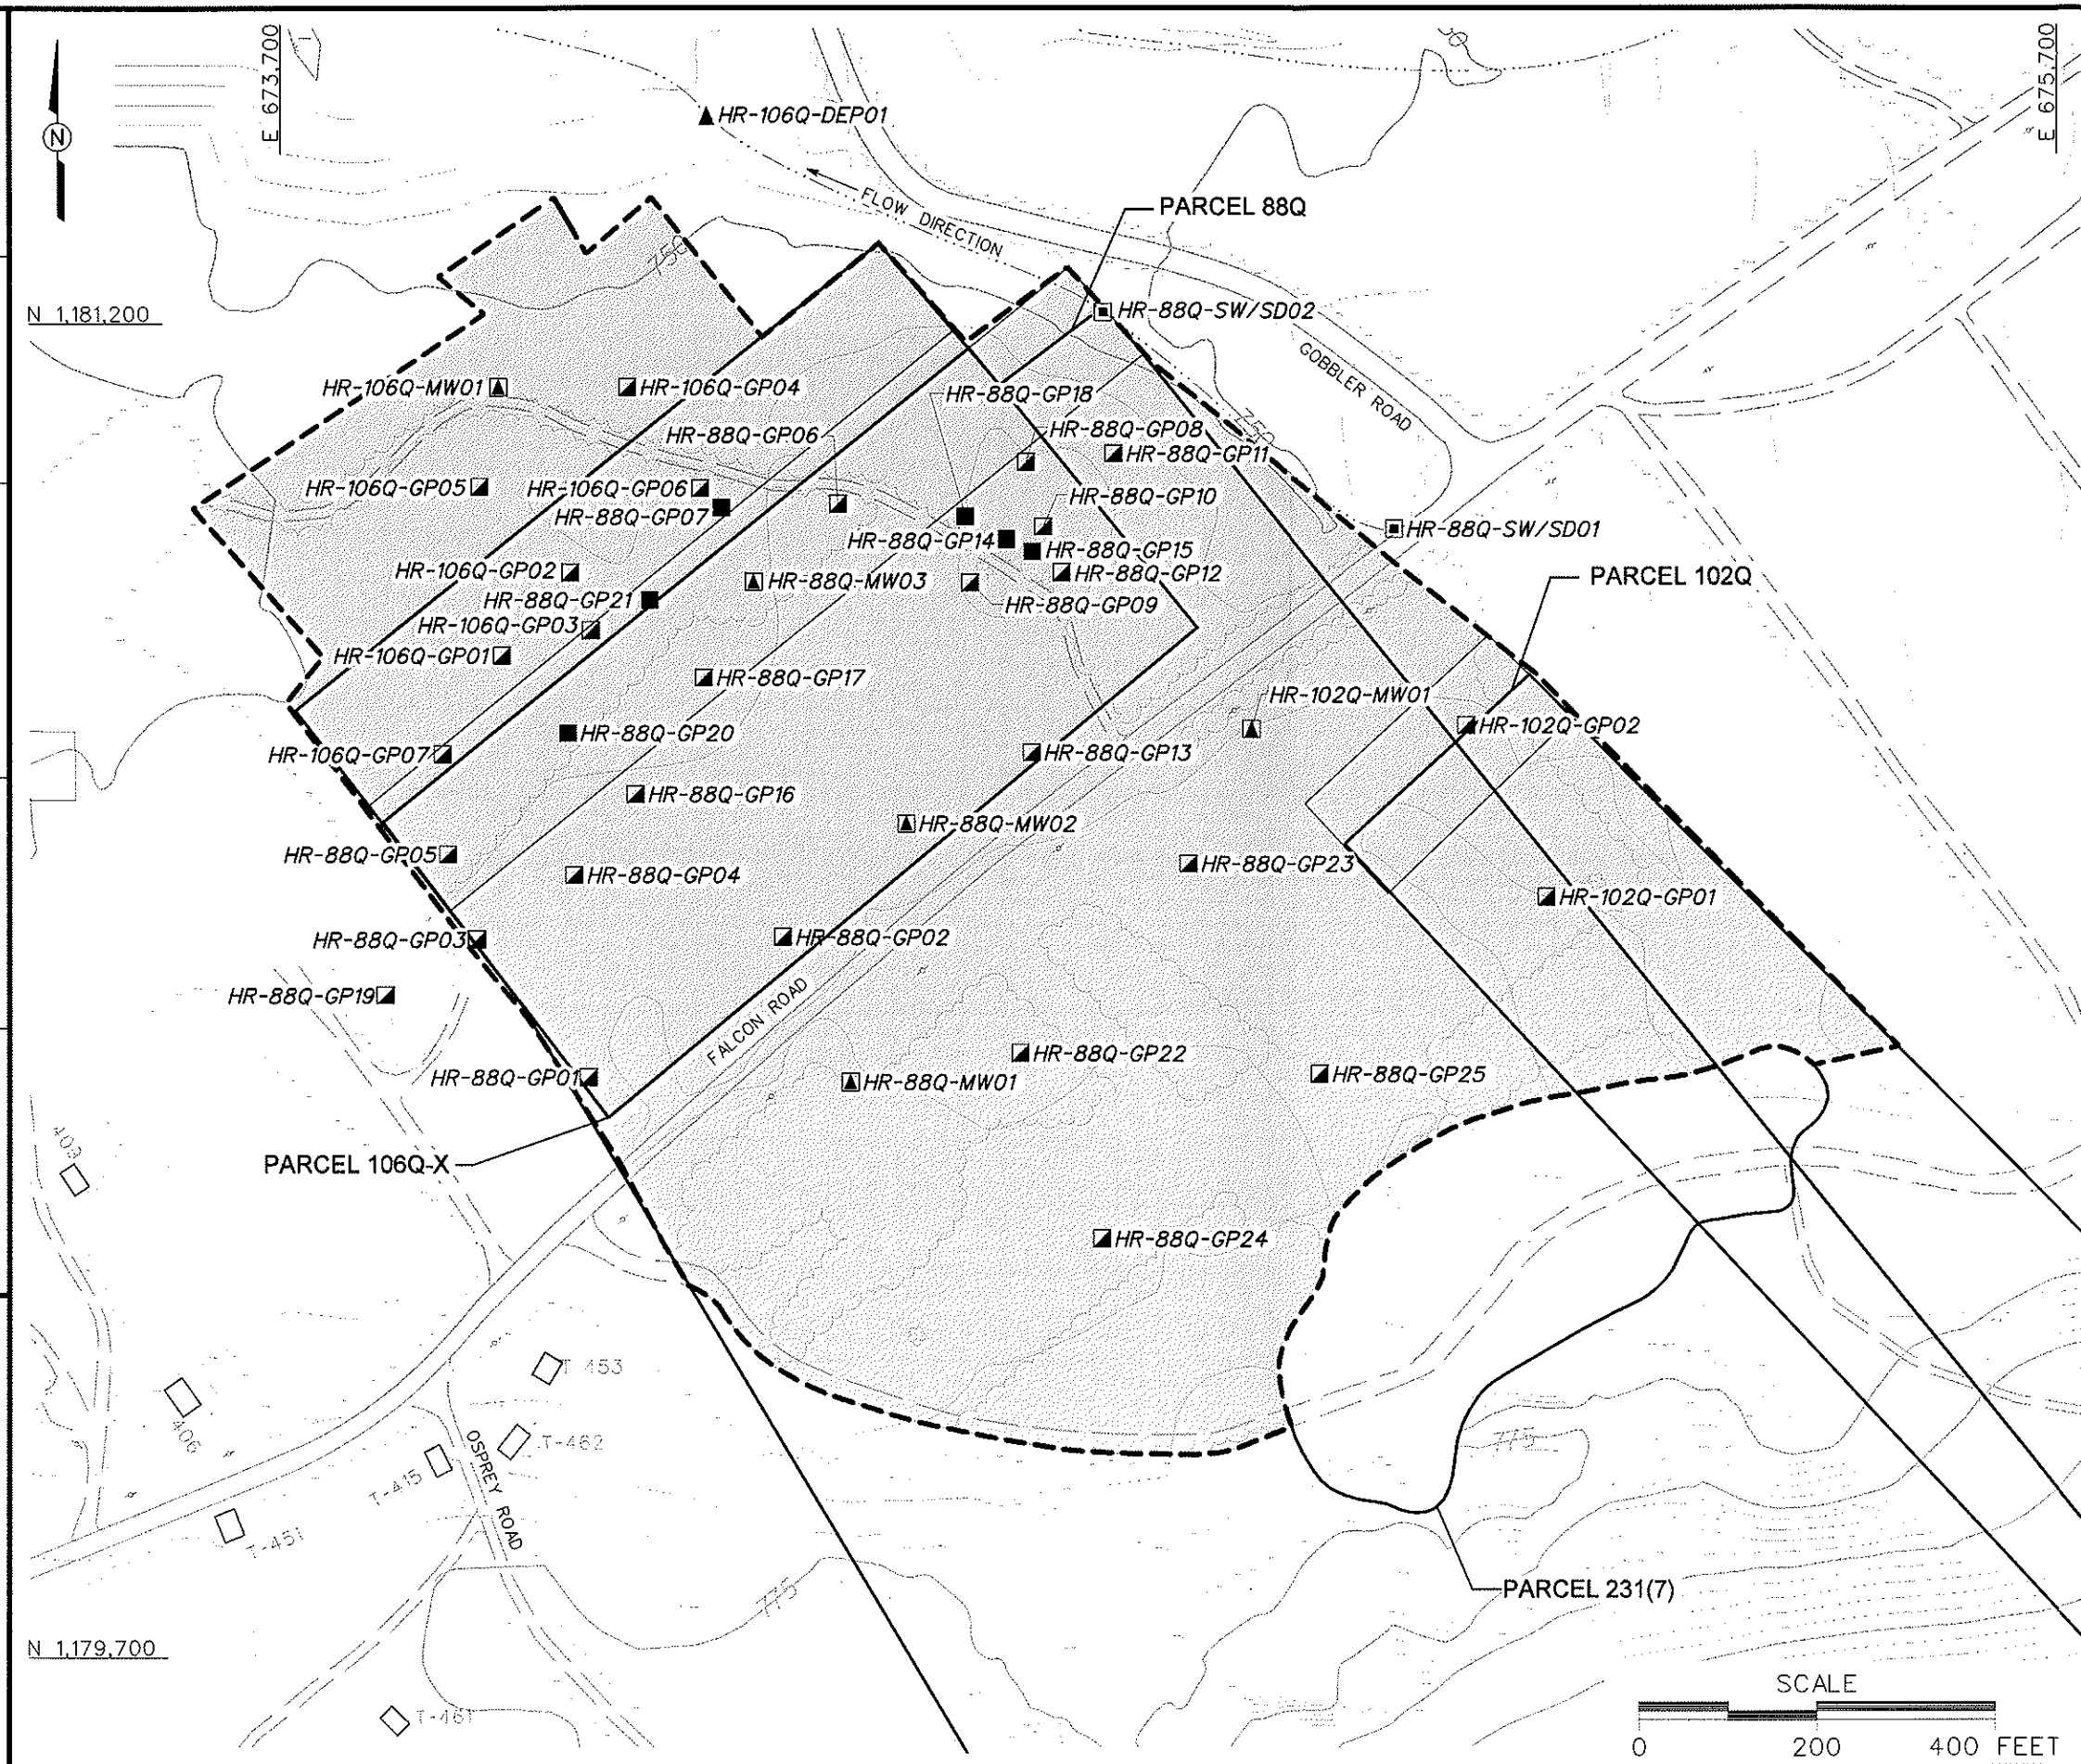 E 673,700
E 675,700
N
HR-106Q-DEP01
FLOW DIRECTION
PARCEL 88Q
750
N 1,181,200
HR-88Q-SW/SD02
GOBBLER ROAD
HR-106Q-MW01
HR-106Q-GP04
HR-88Q-GP18
HR-88Q-GP06
HR-88Q-GP08
HR-88Q-GP11
HR-106Q-GP05
HR-106Q-GP06
HR-88Q-GP10
HR-88Q-GP07
HR-88Q-SW/SD01
HR-88Q-GP14
HR-88Q-GP15
HR-106Q-GP02
HR-88Q-MW03
HR-88Q-GP12
PARCEL 102Q
HR-88Q-GP21
HR-88Q-GP09
HR-106Q-GP03
HR-106Q-GP01
HR-88Q-GP17
HR-102Q-MW01
HR-102Q-GP02
HR-88Q-GP20
HR-106Q-GP07
HR-88Q-GP13
HR-88Q-GP16
HR-88Q-MW02
HR-88Q-GP05
HR-88Q-GP04
HR-88Q-GP23
HR-102Q-GP01
HR-88Q-GP03
HR-88Q-GP02
HR-88Q-GP19
FALCON ROAD
HR-88Q-GP22
HR-88Q-GP01
HR-88Q-MW01
HR-88Q-GP25
403
PARCEL 106Q-X
HR-88Q-GP24
T-453
406
OSPREY ROAD
T-462
775
T-415
T-451
775
PARCEL 231(7)
N 1,179,700
T-461
SCALE
0 200 400 FEET